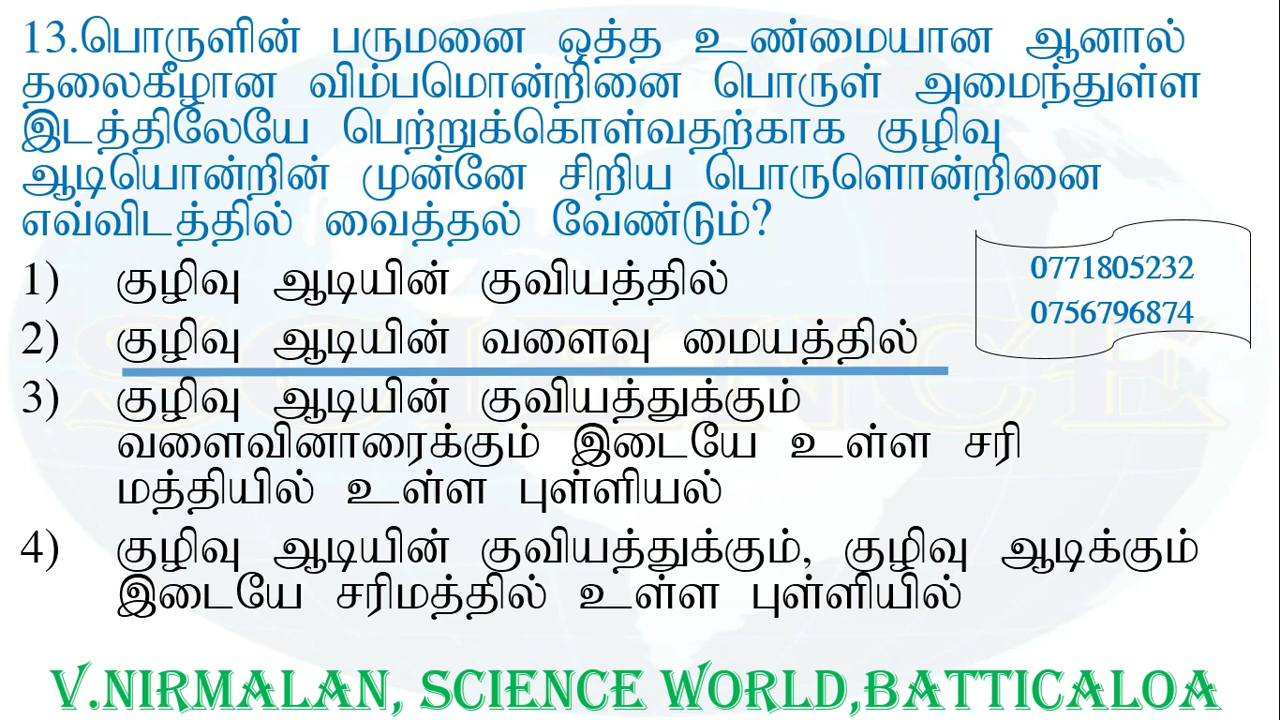 13.பொருளின் பருமனை ஒத்த உண்மையான ஆனால்
தலைகீழான விம்பமொன்றினை பொருள் அமைந்துள்ள
இடத்திலேயே பெற்றுக்கொள்வதற்காக குழிவு
ஆடியொன்றின் முன்னே சிறிய பொருளொன்றினை
எவ்விடத்தில் வைத்தல் வேண்டும்?
1) குழிவு ஆடியின் குவியத்தில்
0771805232
0756796874
2) குழிவு ஆடியின் வளைவு மையத்தில்
3) குழிவு ஆடியின் குவியத்துக்கும்
வளைவினாரைக்கும் இடையே உள்ள சரி
மத்தியில் உள்ள புள்ளியல்
4) குழிவு ஆடியின் குவியத்துக்கும், குழிவு ஆடிக்கும்
இடையே சரிமத்தில் உள்ள புள்ளியில்
SCIENCE
V.NIRMALAN, SCIENCE WORLD,BATTICALOA